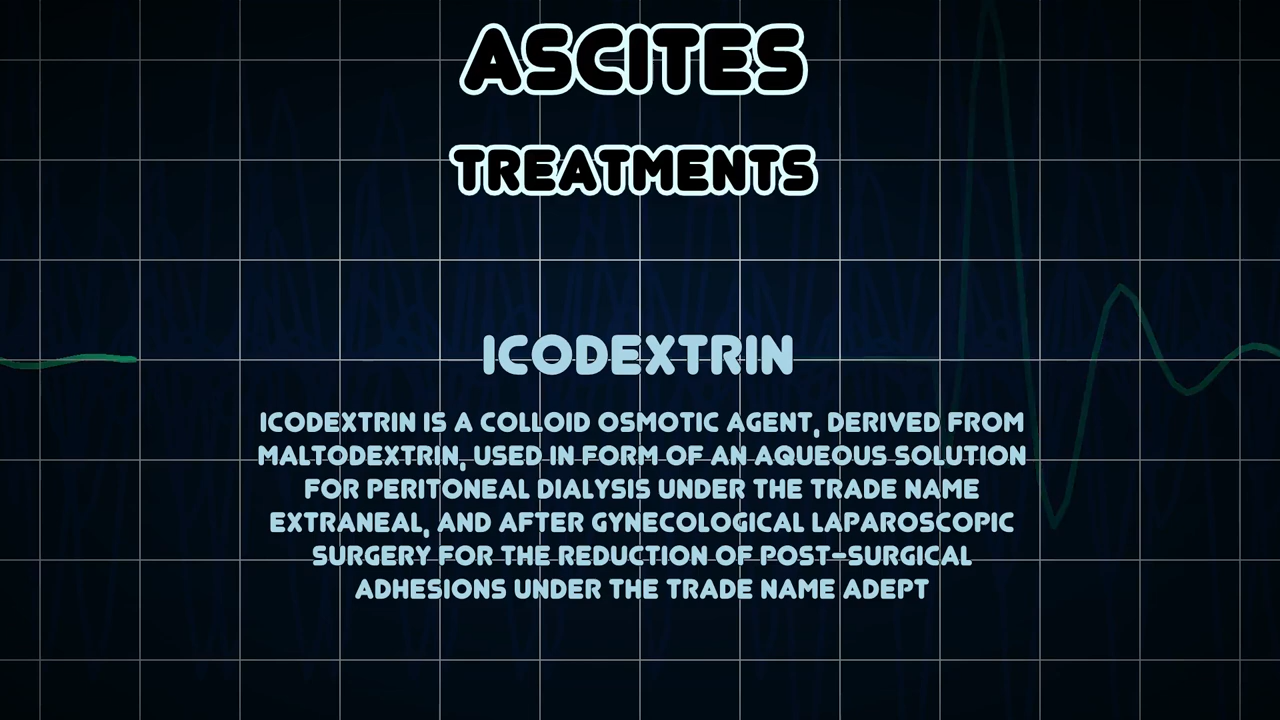 ASCITES
TREATMENTS
ICODEXTRIN
ICODEXTRIN IS A COLLOID OSMOTIC AGENT, DERIVED FROM
MALTODEXTRIN, USED IN FORM OF AN AQUEOUS SOLUTION
FOR PERITONEAL DIALYSIS UNDER THE TRADE NAME
EXTRANEAL, AND AFTER GYNECOLOGICAL LAPAROSCOPIC
SURGERY FOR THE REDUCTION OF POST-SURGICAL
ADHESIONS UNDER THE TRADE NAME ADEPT